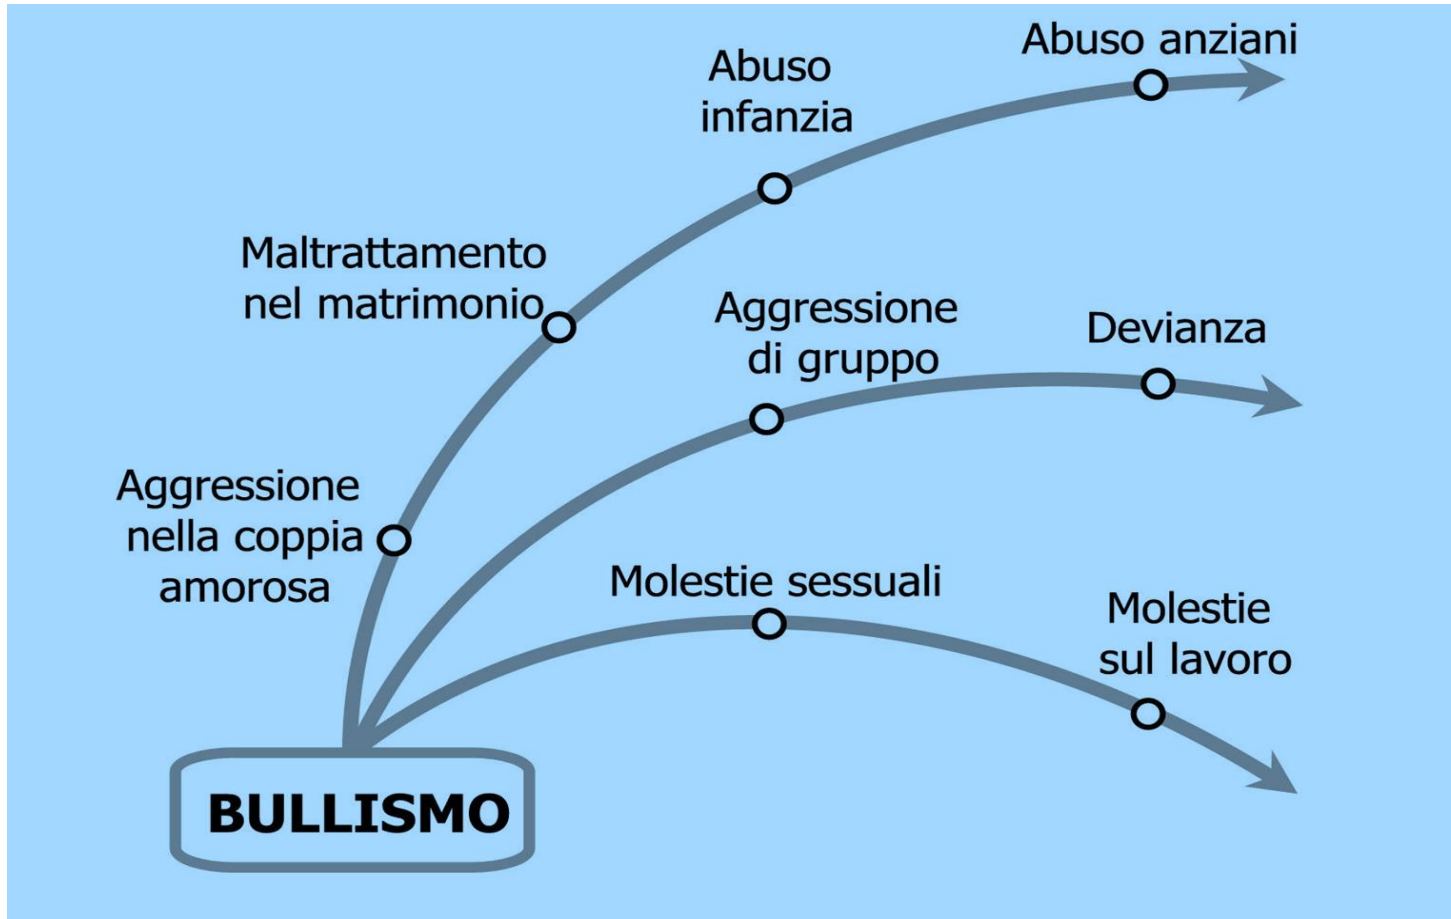 Abuso anziani
Abuso
infanzia
Maltrattamento
nel matrimonio
Aggressione
di gruppo
Devianza
Aggressione
nella coppia
amorosa
Molestie sessuali
Molestie
sul lavoro
BULLISMO